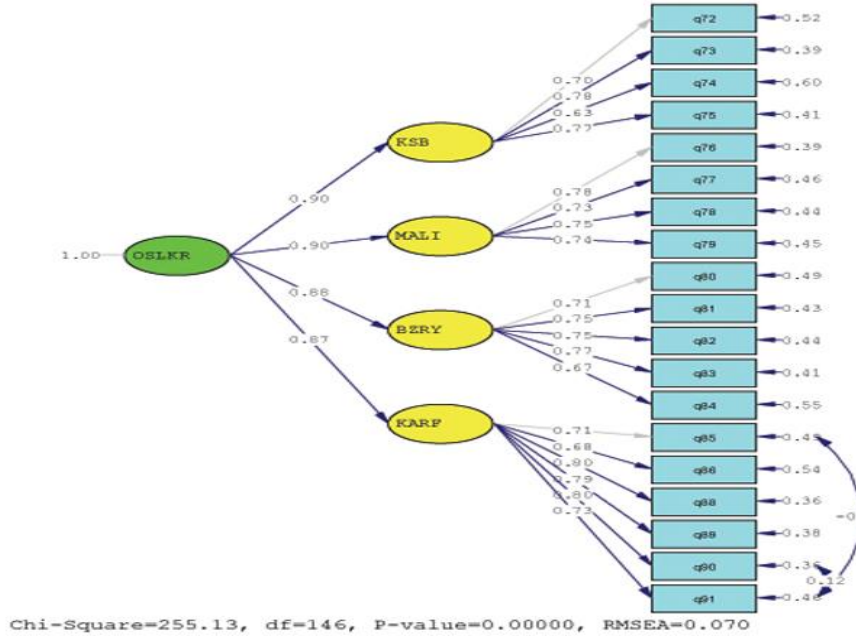 q72 0.52
q73 0.39
0.70
q74 0.60
0.78
0.63
q75 0.41
0.77
KSB
q76 0.39
q77 0.46
0.78
0.90
0.73
q78 0.44
0.75
MALI
0.90
0.74
q79 0.45
1.00 OSLKR
q80 0.49
0.88
0.71
q81 0.43
0.75
BZRY
0.87
0.75
q82 0.44
0.77
0.67
q83 0.41
q84 0.55
KARF
0.71
q85
0.68
0.80
q86 0.54
0.79
0.80
q88 0.36
0.73
-0
q89 0.38
q90 0.36
0.12
q91 0.46
Chi-Square=255.13, df=146, P-value=0.00000, RMSEA=0.070